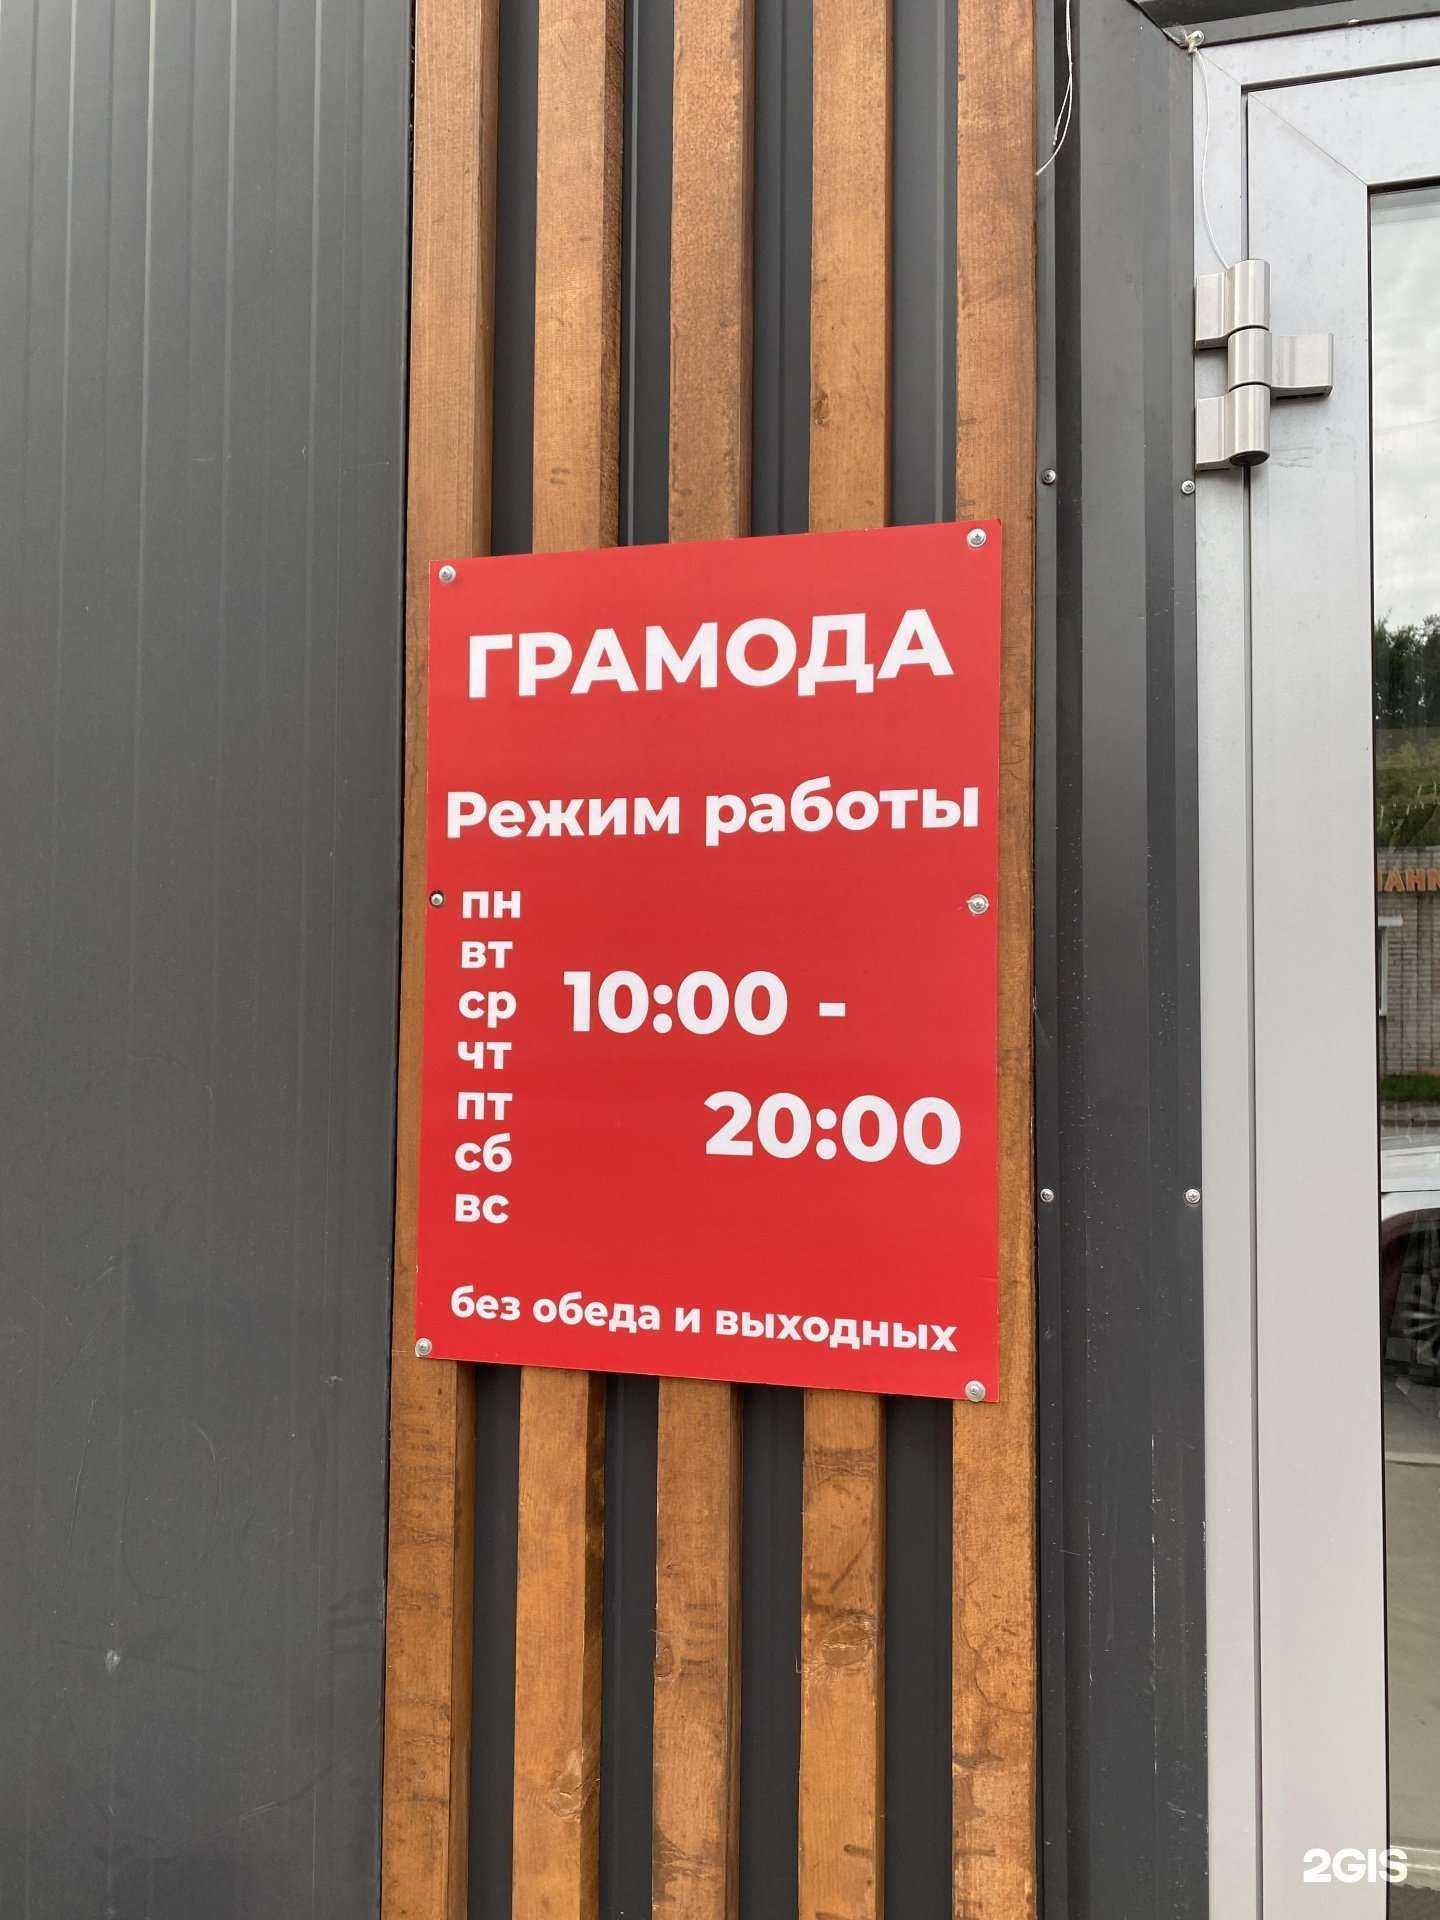 ГРАМОДА
Режим работы
пн
вт
ср
чт
пт
сб
вс
10:00 -
20:00
без обеда и выходных
2GIS